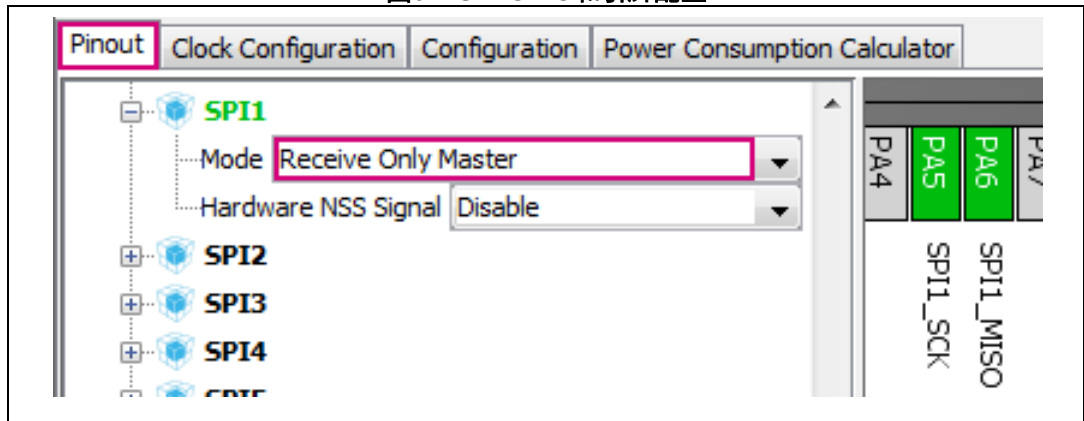 Pinout Clock Configuration Configuration Power Consumption Calculator
SPI1
Mode Receive Only Master
Hardware NSS Signal Disable
SPI2
SPI3
SPI4
PA4
PA5
PA6
SPI1_SCK
SPI1_MISO